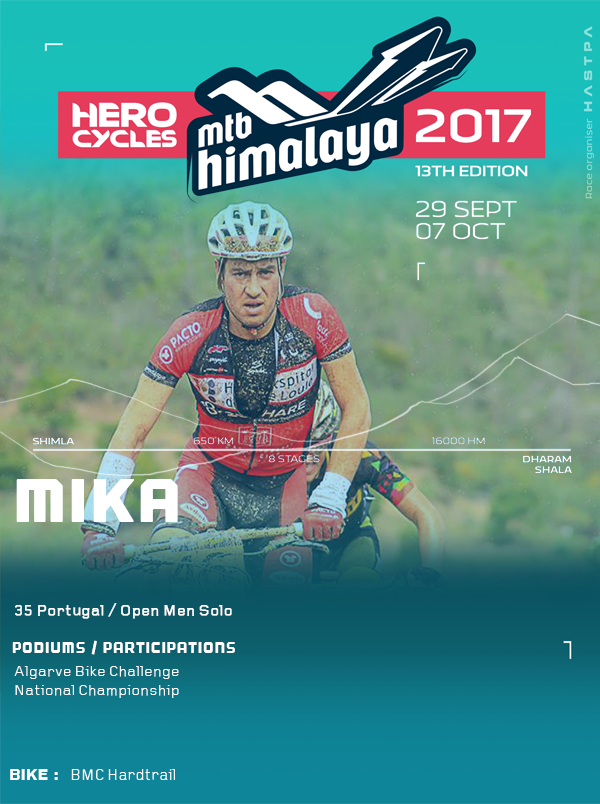 HERO
CYCLES
mtb
himalaya
2017
13TH EDITION
29 SEPT
07 OCT
Race organiser HASTPA
PACTO
SHIMLA
650 KM
16000 HM
8 STAGES
DHARAM
SHALA
MIKA
35 Portugal / Open Men Solo
PODIUMS / PARTICIPATIONS
Algarve Bike Challenge
National Championship
BIKE : BMC Hardtrail